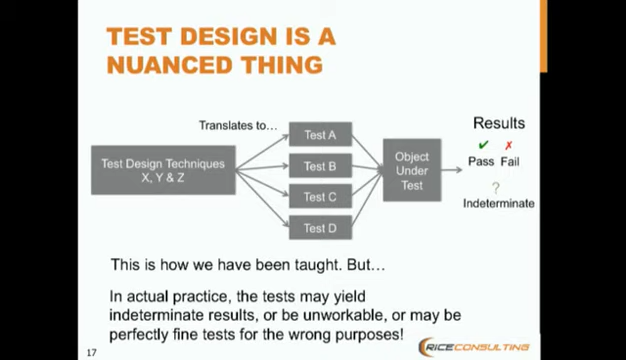 TEST DESIGN IS A
NUANCED THING
Translates to...
Results
Test Design Techniques
X, Y & Z
Test A
Test B
Test C
Test D
Object
Under
Test
✔ ✗
Pass Fail
?
Indeterminate
This is how we have been taught. But...
In actual practice, the tests may yield
indeterminate results, or be unworkable, or may be
perfectly fine tests for the wrong purposes!
17
RICECONSULTING